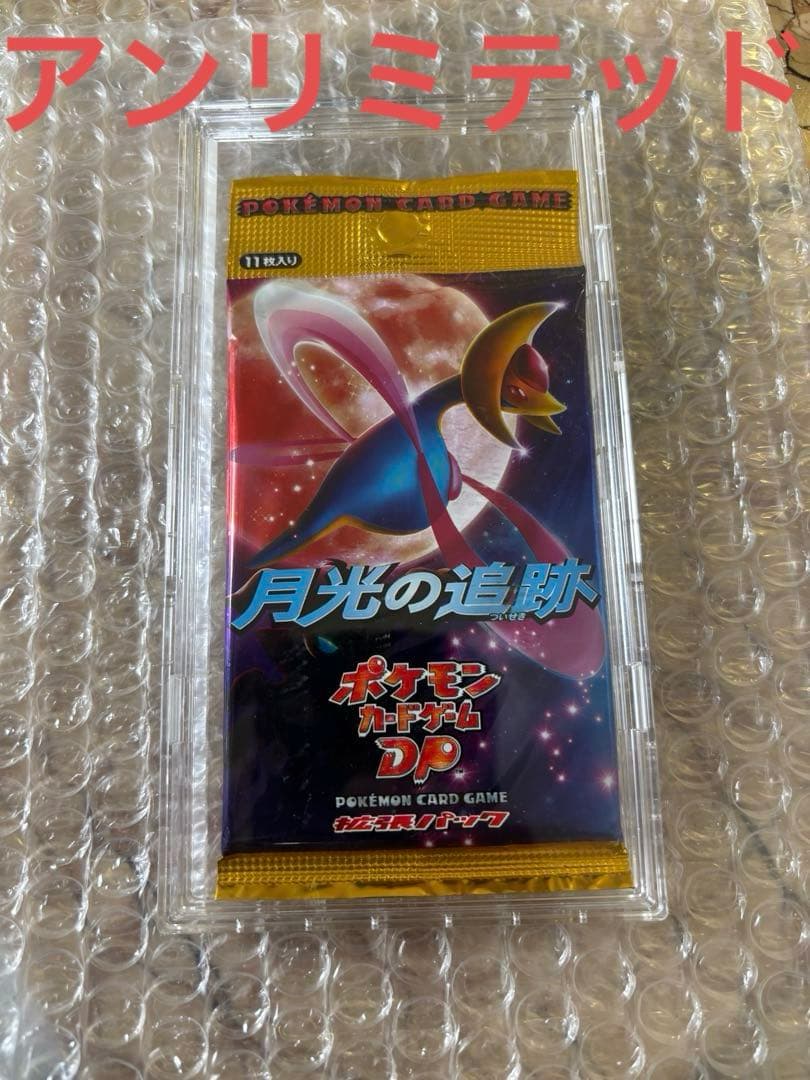 アンリミテッド
POKÉMON CARD GAME
11枚入り
月光の追跡
ついせき
ポケモン
カードゲーム
DP
POKÉMON CARD GAME
拡張パック